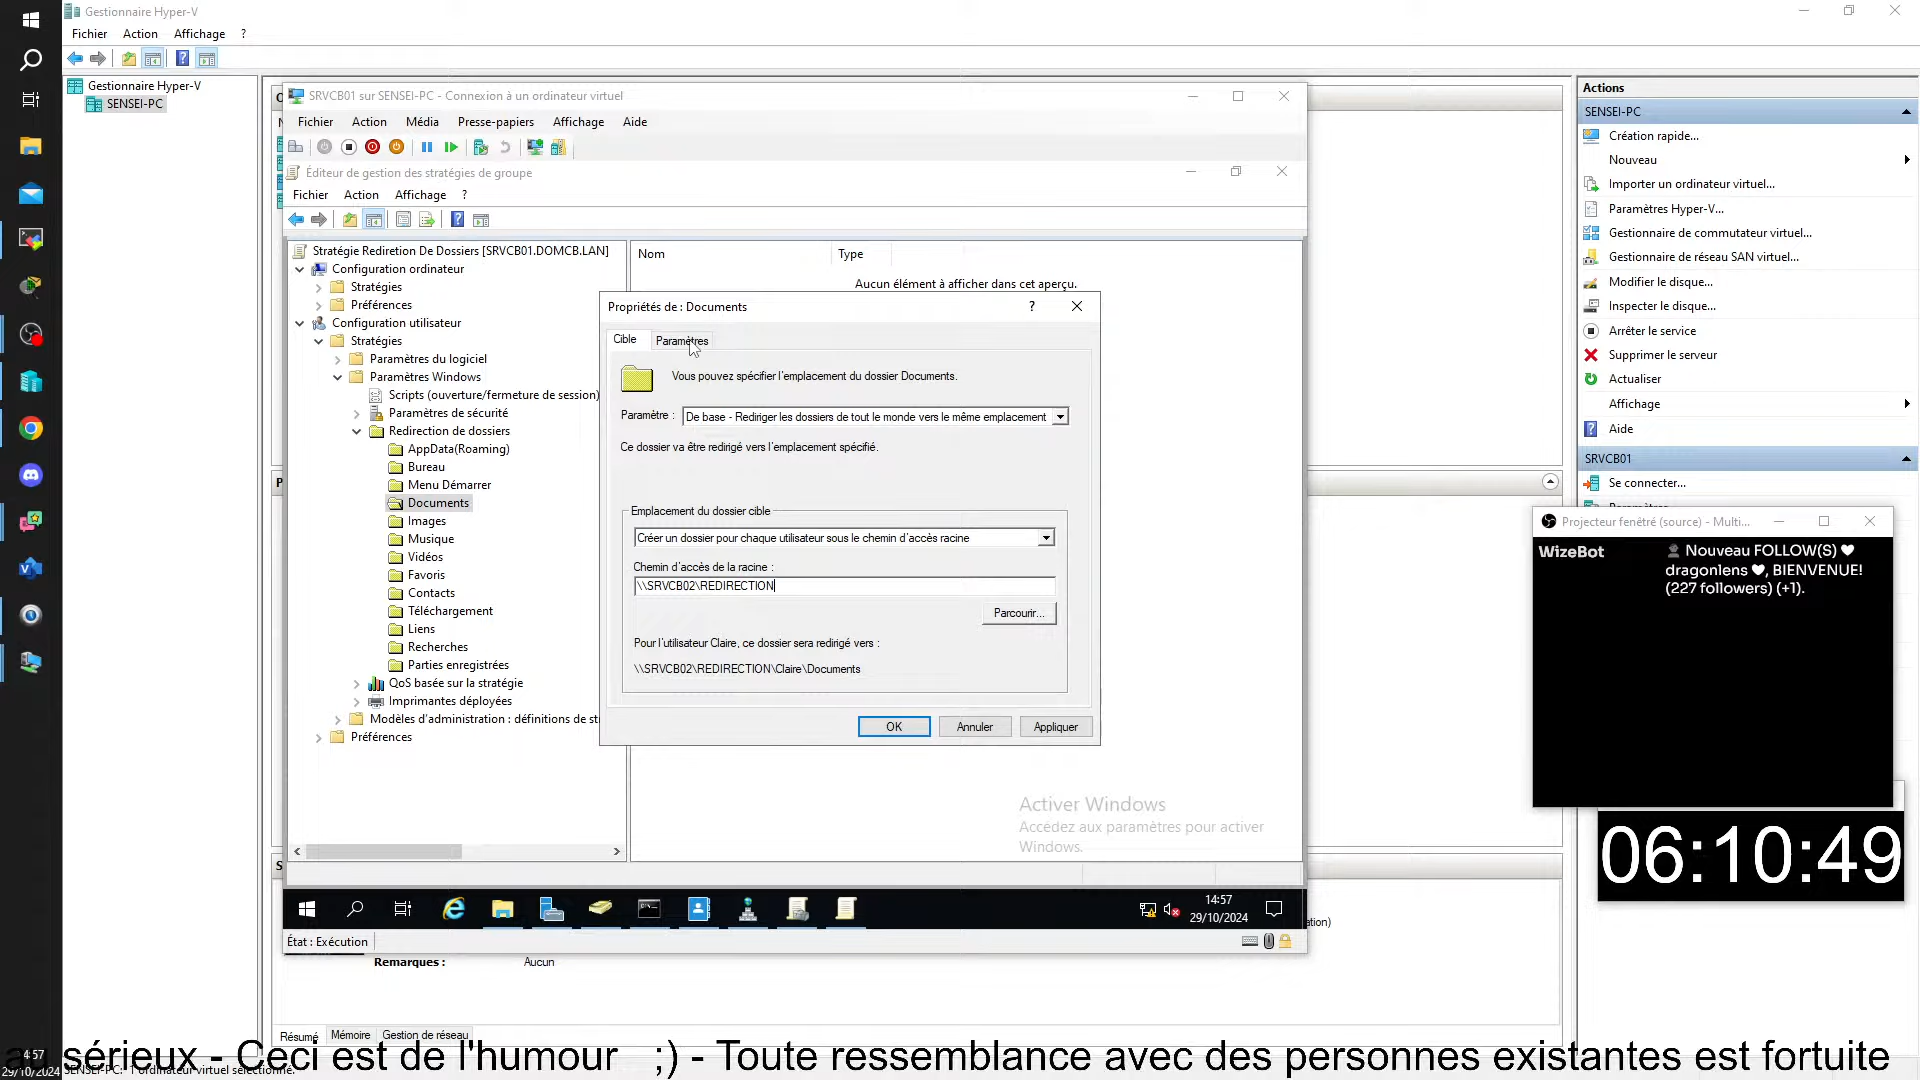 Gestionnaire Hyper-V
Fichier Action Affichage ?
Gestionnaire Hyper-V
SENSEI-PC
SRVCB01 sur SENSEI-PC - Connexion à un ordinateur virtuel
Fichier Action Média Presse-papiers Affichage Aide
Éditeur de gestion des stratégies de groupe
Fichier Action Affichage ?
Stratégie Rediretion De Dossiers [SRVCB01.DOMCB.LAN]
Configuration ordinateur
Stratégies
Préférences
Configuration utilisateur
Stratégies
Paramètres du logiciel
Paramètres Windows
Scripts (ouverture/fermeture de session)
Paramètres de sécurité
Redirection de dossiers
AppData(Roaming)
Bureau
Menu Démarrer
Documents
Images
Musique
Vidéos
Favoris
Contacts
Téléchargement
Liens
Recherches
Parties enregistrées
QoS basée sur la stratégie
Imprimantes déployées
Modèles d'administration : définitions de st
Préférences
Nom Type
Aucun élément à afficher dans cet aperçu.
Propriétés de : Documents ?
Cible Paramètres
Vous pouvez spécifier l'emplacement du dossier Documents.
Paramètre : De base - Rediriger les dossiers de tout le monde vers le même emplacement
Ce dossier va être redirigé vers l'emplacement spécifié.
Emplacement du dossier cible
Créer un dossier pour chaque utilisateur sous le chemin d'accès racine
Chemin d'accès de la racine :
\\SRVCB02\REDIRECTION
Parcourir...
Pour l'utilisateur Claire, ce dossier sera redirigé vers :
\\SRVCB02\REDIRECTION\Claire\Documents
OK Annuler Appliquer
Activer Windows
Accédez aux paramètres pour activer
Windows.
14:57
29/10/2024
État : Exécution
Remarques : Aucun
ation)
Résumé Mémoire Gestion de réseau
Actions
SENSEI-PC
Création rapide...
Nouveau
Importer un ordinateur virtuel...
Paramètres Hyper-V...
Gestionnaire de commutateur virtuel...
Gestionnaire de réseau SAN virtuel...
Modifier le disque...
Inspecter le disque...
Arrêter le service
Supprimer le serveur
Actualiser
Affichage
Aide
SRVCB01
Se connecter...
Projecteur fenêtré (source) - Multi...
WizeBot
Nouveau FOLLOW(S) ♥
dragonlens ♥, BIENVENUE!
(227 followers) (+1).
06:10:49
sérieux - Ceci est de l'humour ;) - Toute ressemblance avec des personnes existantes est fortuite
4:57
29/10/2024
SENSEI-PC: 1 ordinateur virtuel sélectionné.